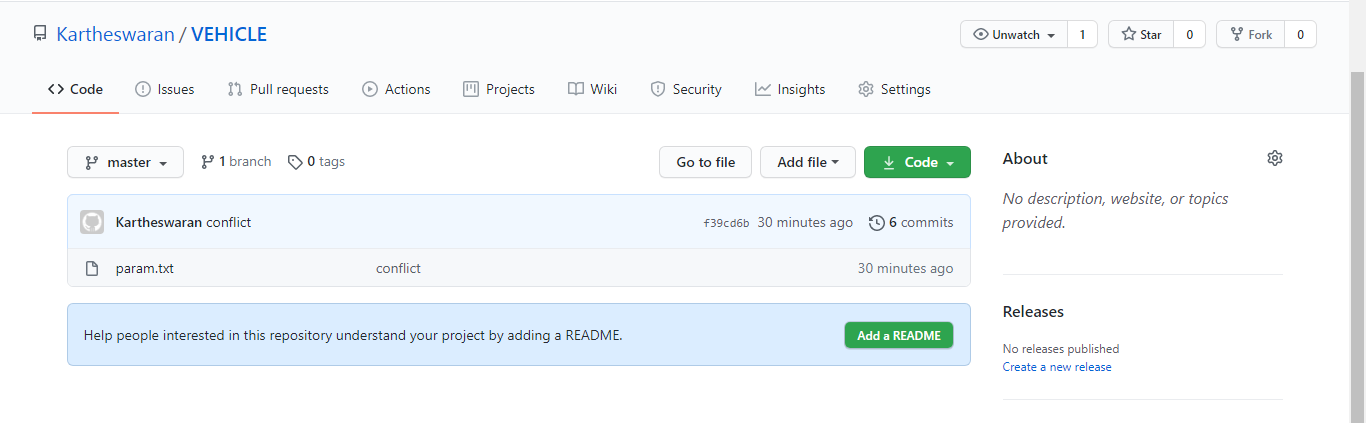 Kartheswaran / VEHICLE
Unwatch 1 Star 0 Fork 0
Code Issues Pull requests Actions Projects Wiki Security Insights Settings
master 1 branch 0 tags Go to file Add file Code
Kartheswaran conflict f39cd6b 30 minutes ago 6 commits
param.txt conflict 30 minutes ago
Help people interested in this repository understand your project by adding a README. Add a README
About
No description, website, or topics
provided.
Releases
No releases published
Create a new release